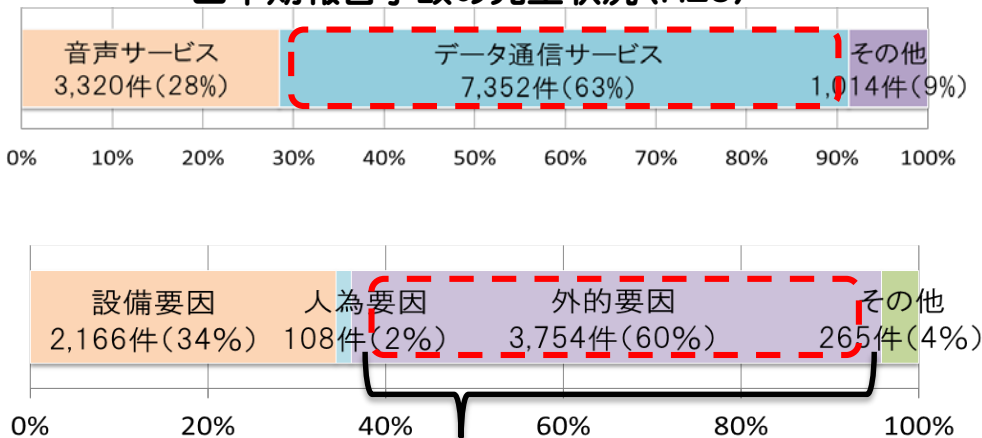 音声サービス データ通信サービス その他
3,320件(28%) 7,352件(63%) 1,014件(9%)
0% 10% 20% 30% 40% 50% 60% 70% 80% 90% 100%
設備要因 人為要因 外的要因 その他
2,166件(34%) 108件(2%) 3,754件(60%) 265件(4%)
0% 20% 40% 60% 80% 100%